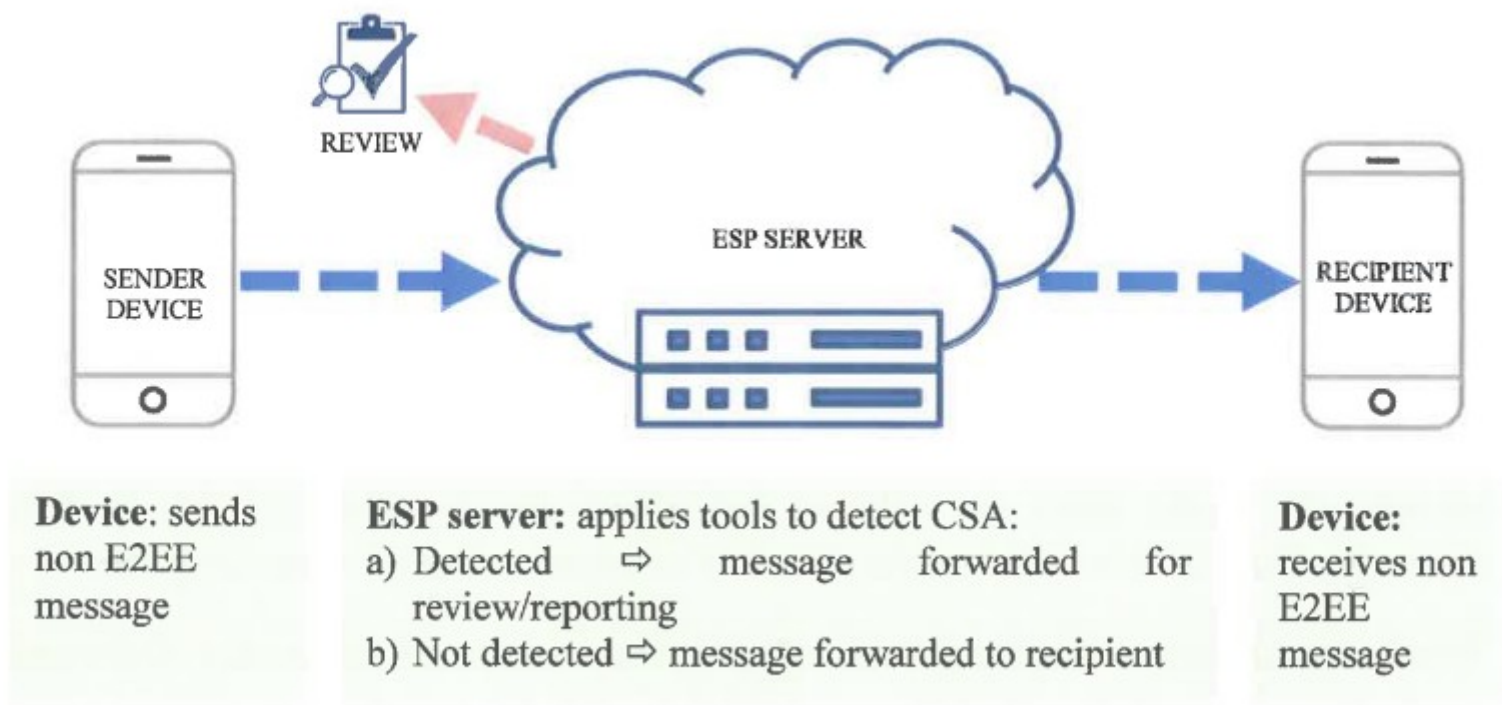 REVIEW
ESP SERVER
SENDER
DEVICE
RECIPIENT
DEVICE
Device: sends
non E2EE
message
ESP server: applies tools to detect CSA:
a) Detected ⇨ message forwarded for
review/reporting
b) Not detected ⇨ message forwarded to recipient
Device:
receives non
E2EE
message